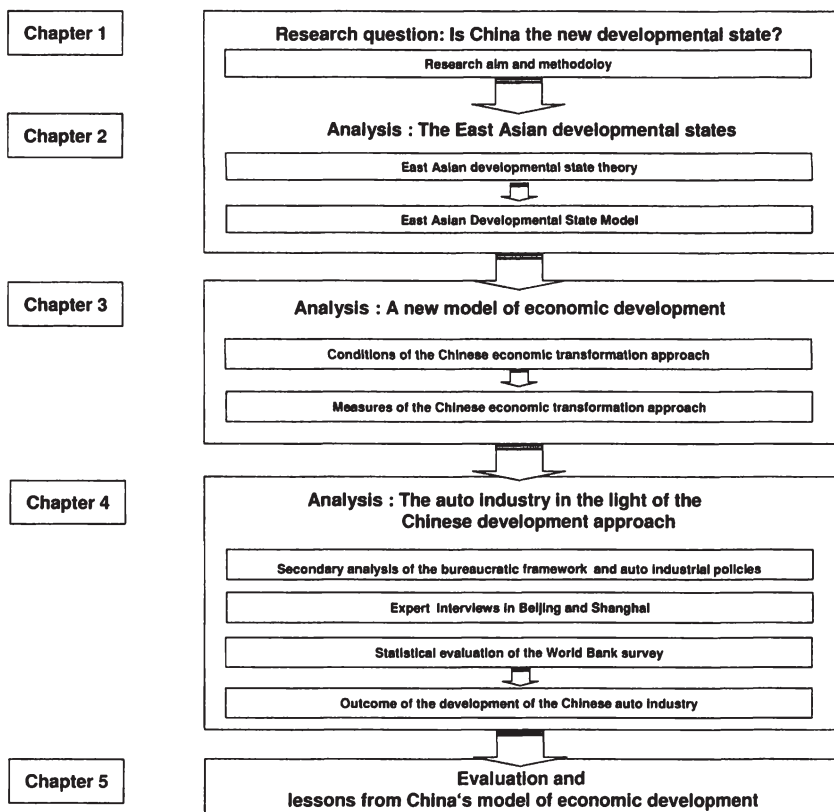 Chapter 1
Research question: Is China the new developmental state?
Research aim and methodoloy
Chapter 2
Analysis : The East Asian developmental states
East Asian developmental state theory
East Asian Developmental State Model
Chapter 3
Analysis : A new model of economic development
Conditions of the Chinese economic transformation approach
Measures of the Chinese economic transformation approach
Chapter 4
Analysis : The auto industry in the light of the
Chinese development approach
Secondary analysis of the bureaucratic framework and auto industrial policies
Expert Interviews in Beijing and Shanghai
Statistical evaluation of the World Bank survey
Outcome of the development of the Chinese auto industry
Chapter 5
Evaluation and
lessons from China's model of economic development